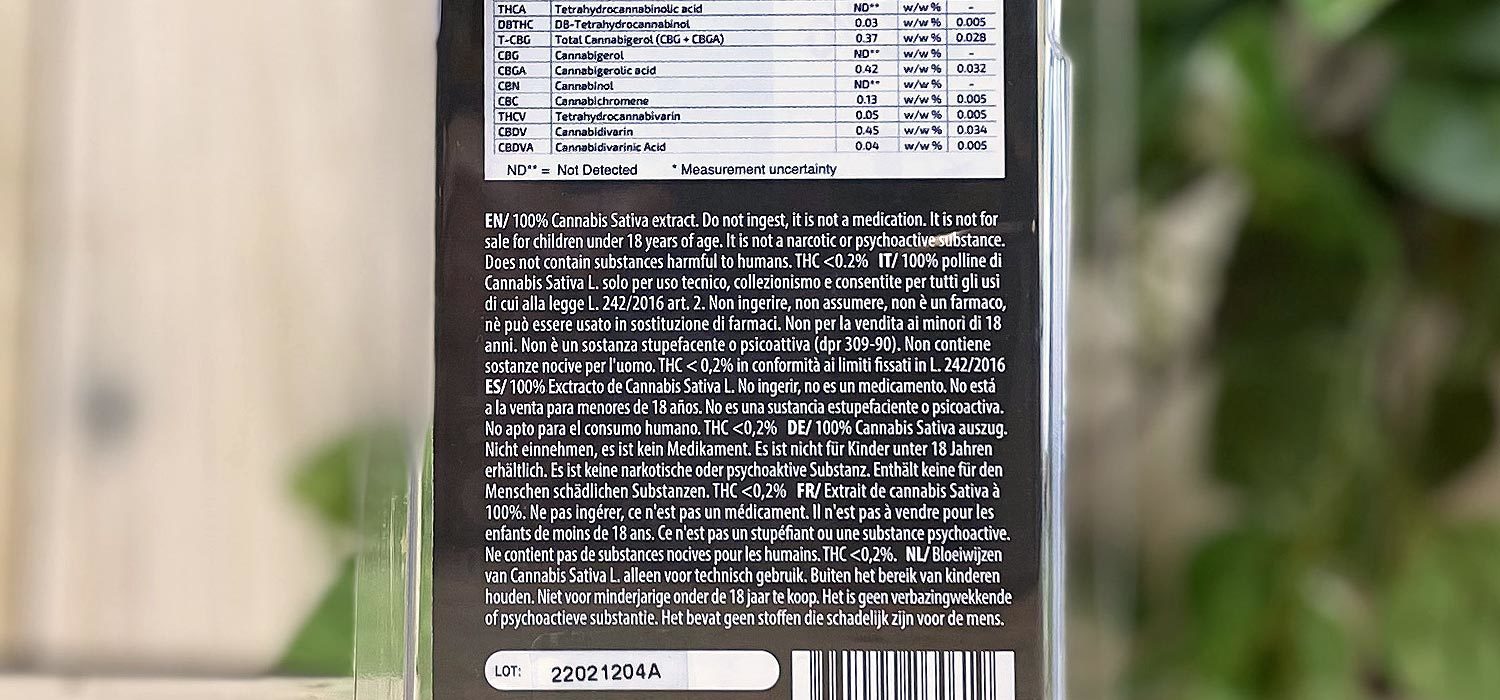 THCA Tetrahydrocannabinolic acid ND** w/w % -
DBTHC DB-Tetrahydrocannabinol 0.03 w/w % 0.005
T-CBG Total Cannabigerol (CBG + CBGA) 0.37 w/w % 0.028
CBG Cannabigerol ND** w/w % -
CBGA Cannabigerolic acid 0.42 w/w % 0.032
CBN Cannabinol ND** w/w % -
CBC Cannabichromene 0.13 w/w % 0.005
THCV Tetrahydrocannabivarin 0.05 w/w % 0.005
CBDV Cannabidivarin 0.45 w/w % 0.034
CBDVA Cannabidivarinic Acid 0.04 w/w % 0.005
ND** = Not Detected * Measurement uncertainty
EN/ 100% Cannabis Sativa extract. Do not ingest, it is not a medication. It is not for
sale for children under 18 years of age. It is not a narcotic or psychoactive substance.
Does not contain substances harmful to humans. THC <0.2% IT/ 100% polline di
Cannabis Sativa L. solo per uso tecnico, collezionismo e consentite per tutti gli usi
di cui alla legge L. 242/2016 art. 2. Non ingerire, non assumere, non è un farmaco,
nè può essere usato in sostituzione di farmaci. Non per la vendita ai minori di 18
anni. Non è un sostanza stupefacente o psicoattiva (dpr 309-90). Non contiene
sostanze nocive per l'uomo. THC < 0,2% in conformità ai limiti fissati in L. 242/2016
ES/ 100% Exctracto de Cannabis Sativa L. No ingerir, no es un medicamento. No está
a la venta para menores de 18 años. No es una sustancia estupefaciente o psicoactiva.
No apto para el consumo humano. THC <0,2% DE/ 100% Cannabis Sativa auszug.
Nicht einnehmen, es ist kein Medikament. Es ist nicht für Kinder unter 18 Jahren
erhältlich. Es ist keine narkotische oder psychoaktive Substanz. Enthält keine für den
Menschen schädlichen Substanzen. THC <0,2% FR/ Extrait de cannabis Sativa à
100%. Ne pas ingérer, ce n'est pas un médicament. Il n'est pas à vendre pour les
enfants de moins de 18 ans. Ce n'est pas un stupéfiant ou une substance psychoactive.
Ne contient pas de substances nocives pour les humains. THC <0,2%. NL/ Bloeiwijzen
van Cannabis Sativa L. alleen voor technisch gebruik. Buiten het bereik van kinderen
houden. Niet voor minderjarige onder de 18 jaar te koop. Het is geen verbazingwekkende
of psychoactieve substantie. Het bevat geen stoffen die schadelijk zijn voor de mens.
LOT: 22021204A